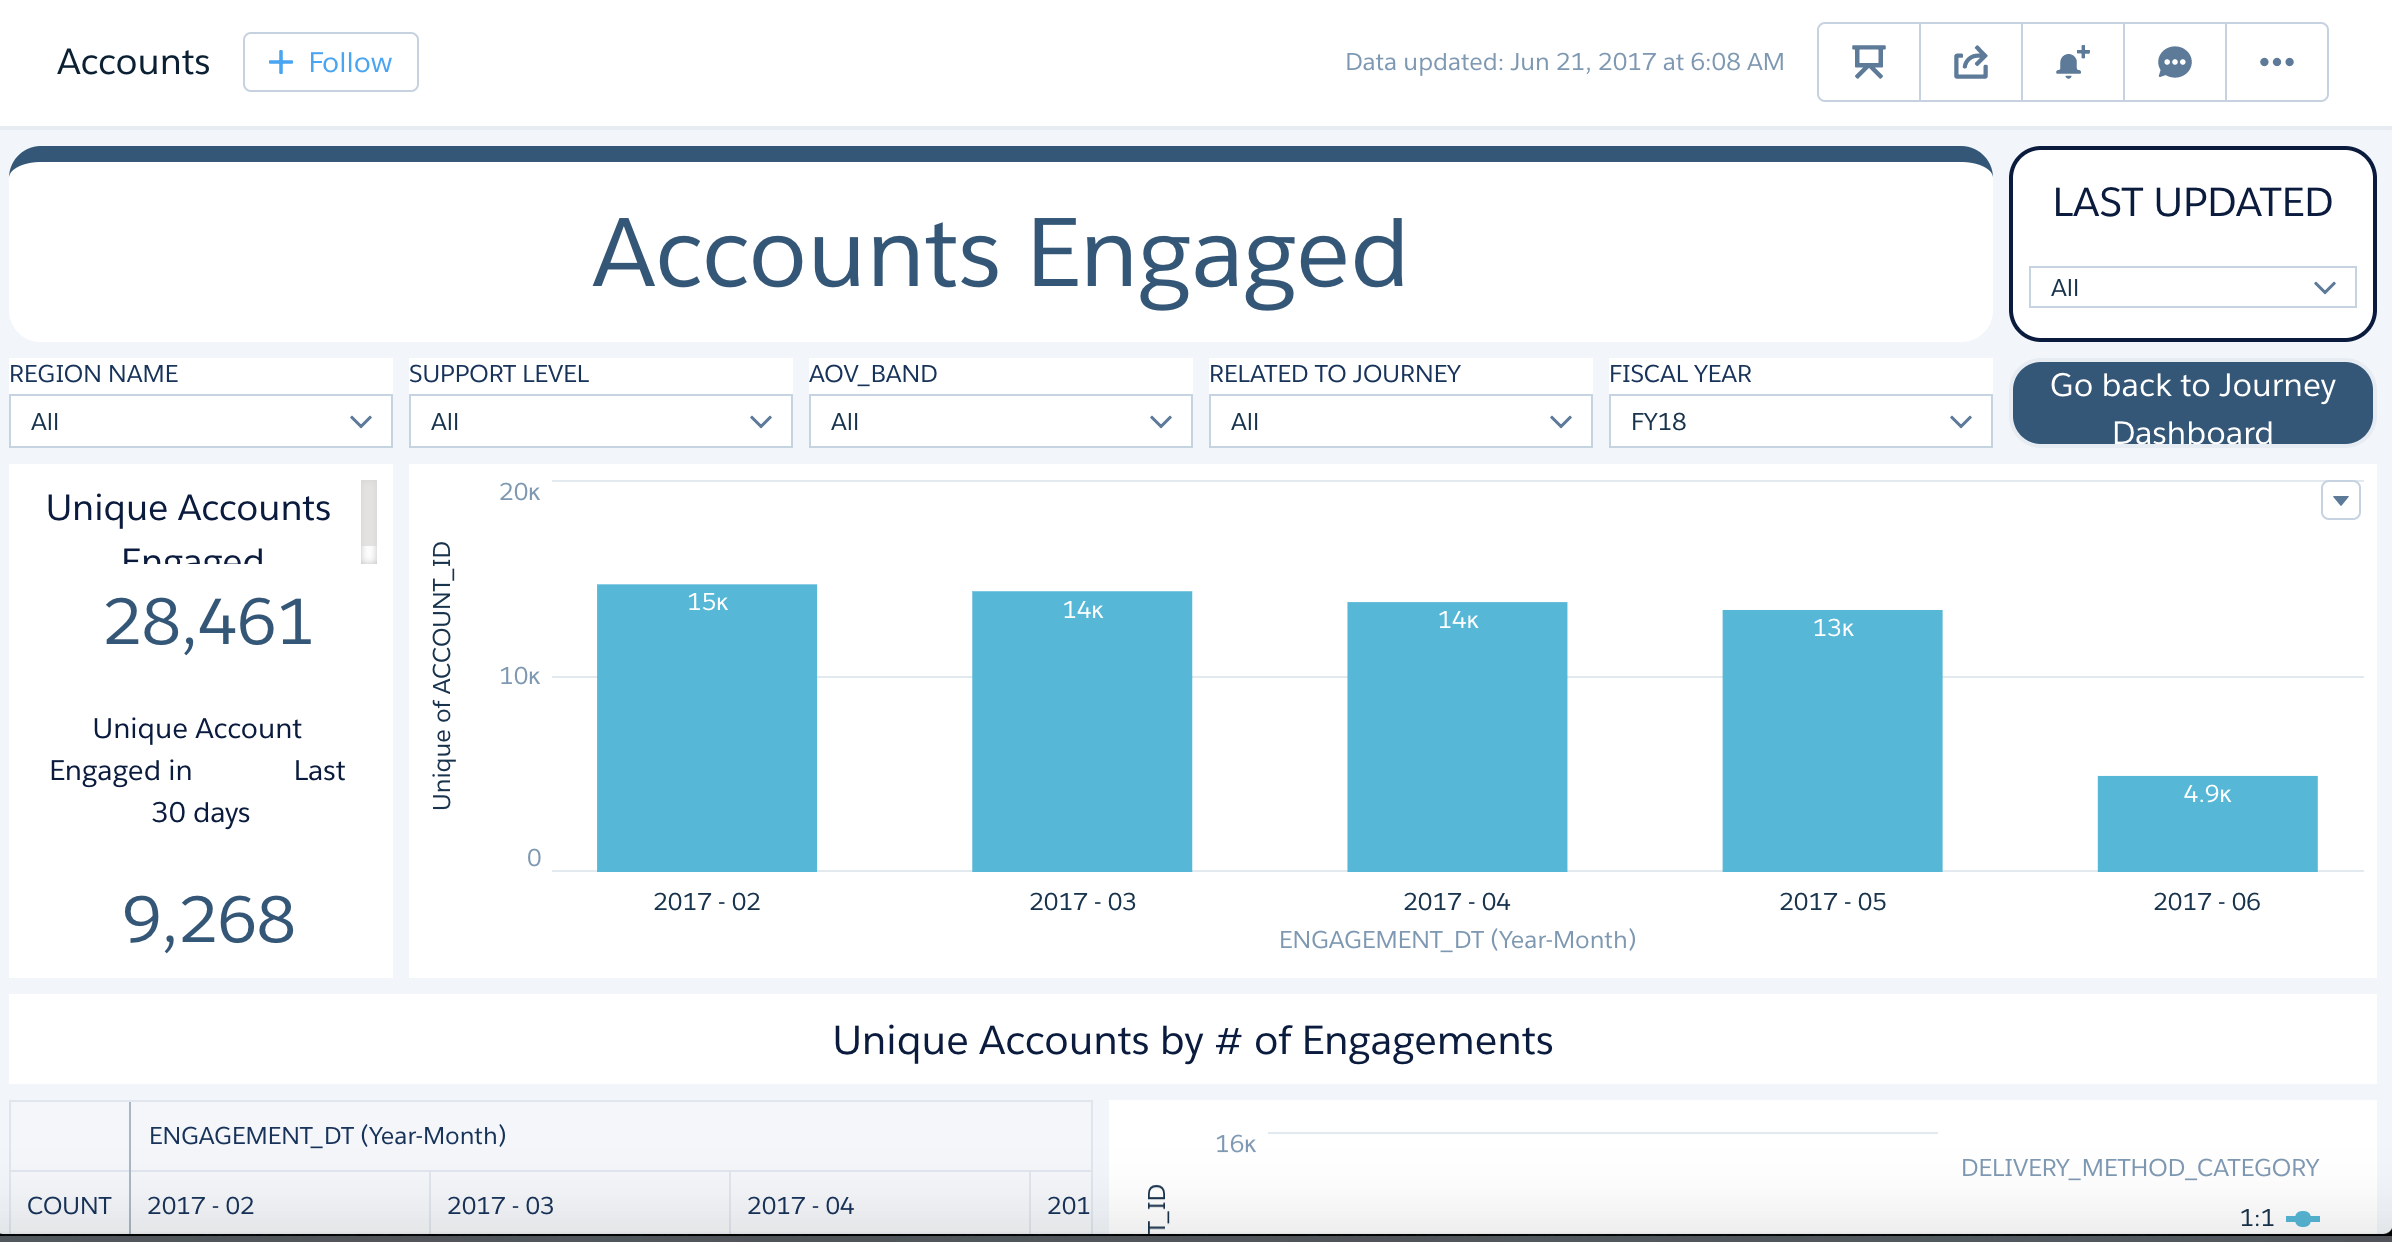 Accounts
+ Follow
Data updated: Jun 21, 2017 at 6:08 AM
Accounts Engaged
LAST UPDATED
All
REGION NAME
SUPPORT LEVEL
AOV_BAND
RELATED TO JOURNEY
FISCAL YEAR
All
All
All
All
FY18
Go back to Journey
Dashboard
Unique Accounts
Engaged
28,461
Unique Account
Engaged in Last
30 days
9,268
Unique of ACCOUNT_ID
20K
10K
0
15K
14K
14K
13K
4.9K
2017 - 02
2017 - 03
2017 - 04
2017 - 05
2017 - 06
ENGAGEMENT_DT (Year-Month)
Unique Accounts by # of Engagements
ENGAGEMENT_DT (Year-Month)
COUNT
2017 - 02
2017 - 03
2017 - 04
201
16K
T_ID
DELIVERY_METHOD_CATEGORY
1:1